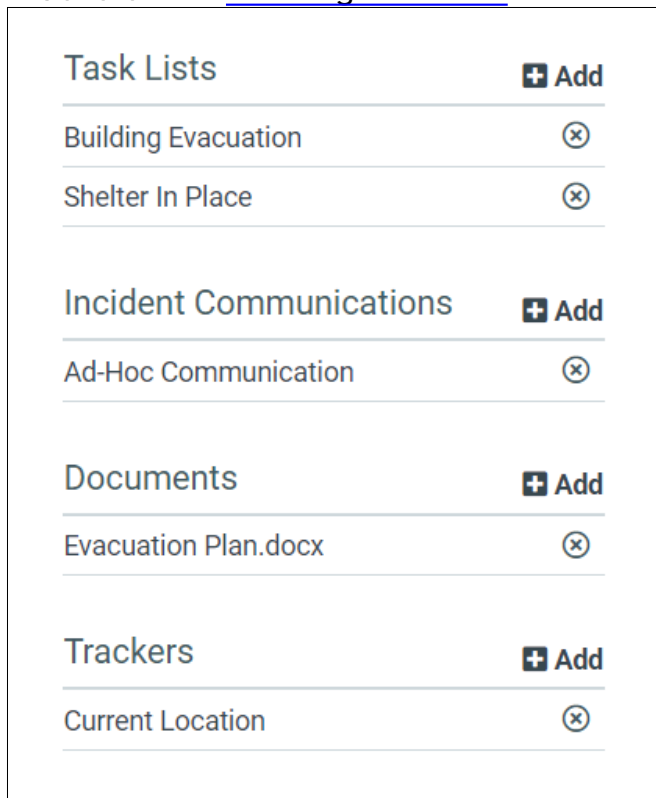 Task Lists
Add
Building Evacuation
Shelter In Place
Incident Communications
Add
Ad-Hoc Communication
Documents
Add
Evacuation Plan.docx
Trackers
Add
Current Location